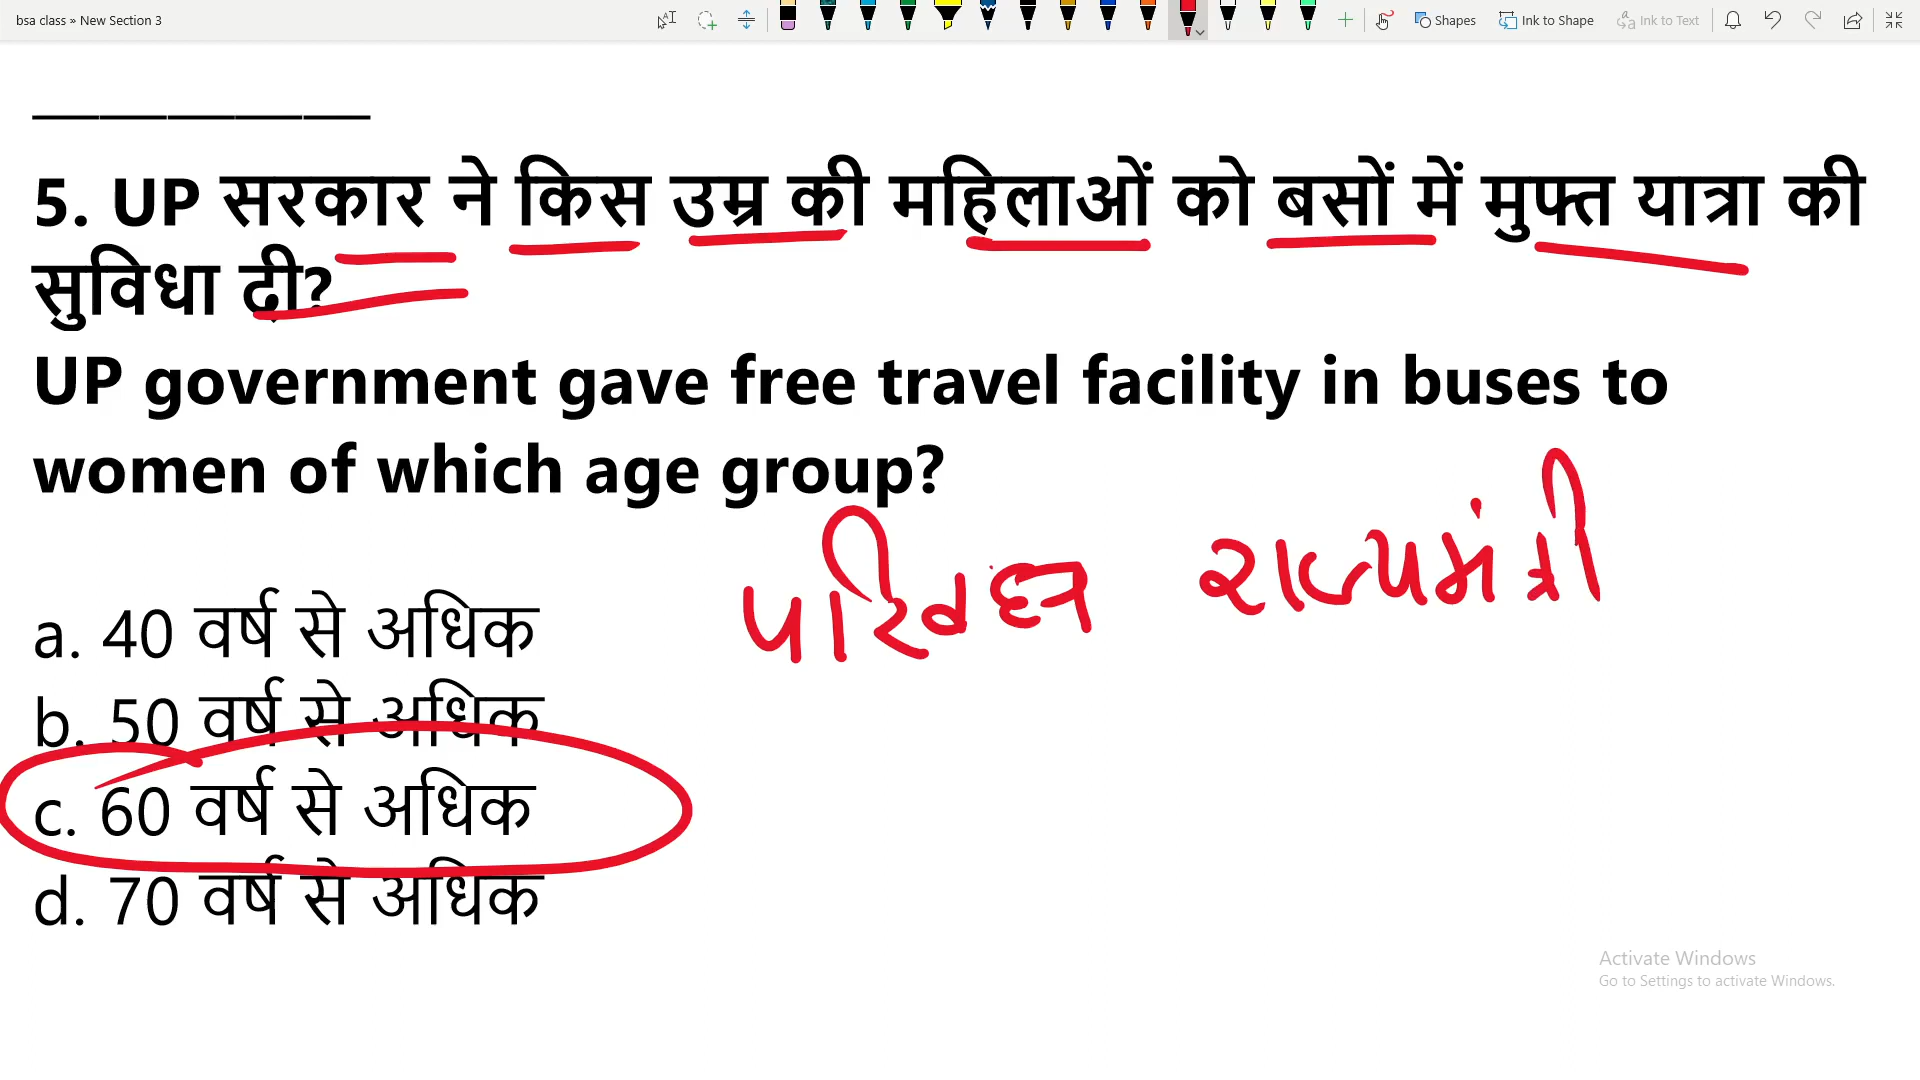 bsa class » New Section 3
Shapes
Ink to Shape
Ink to Text
____________
5. UP सरकार ने किस उम्र की महिलाओं को बसों में मुफ्त यात्रा की
सुविधा दी?
UP government gave free travel facility in buses to
women of which age group?
राज्यमंत्री
a. 40 वर्ष से अधिक
b. 50 वर्ष से अधिक
c. 60 वर्ष से अधिक
d. 70 वर्ष से अधिक
Activate Windows
Go to Settings to activate Windows.